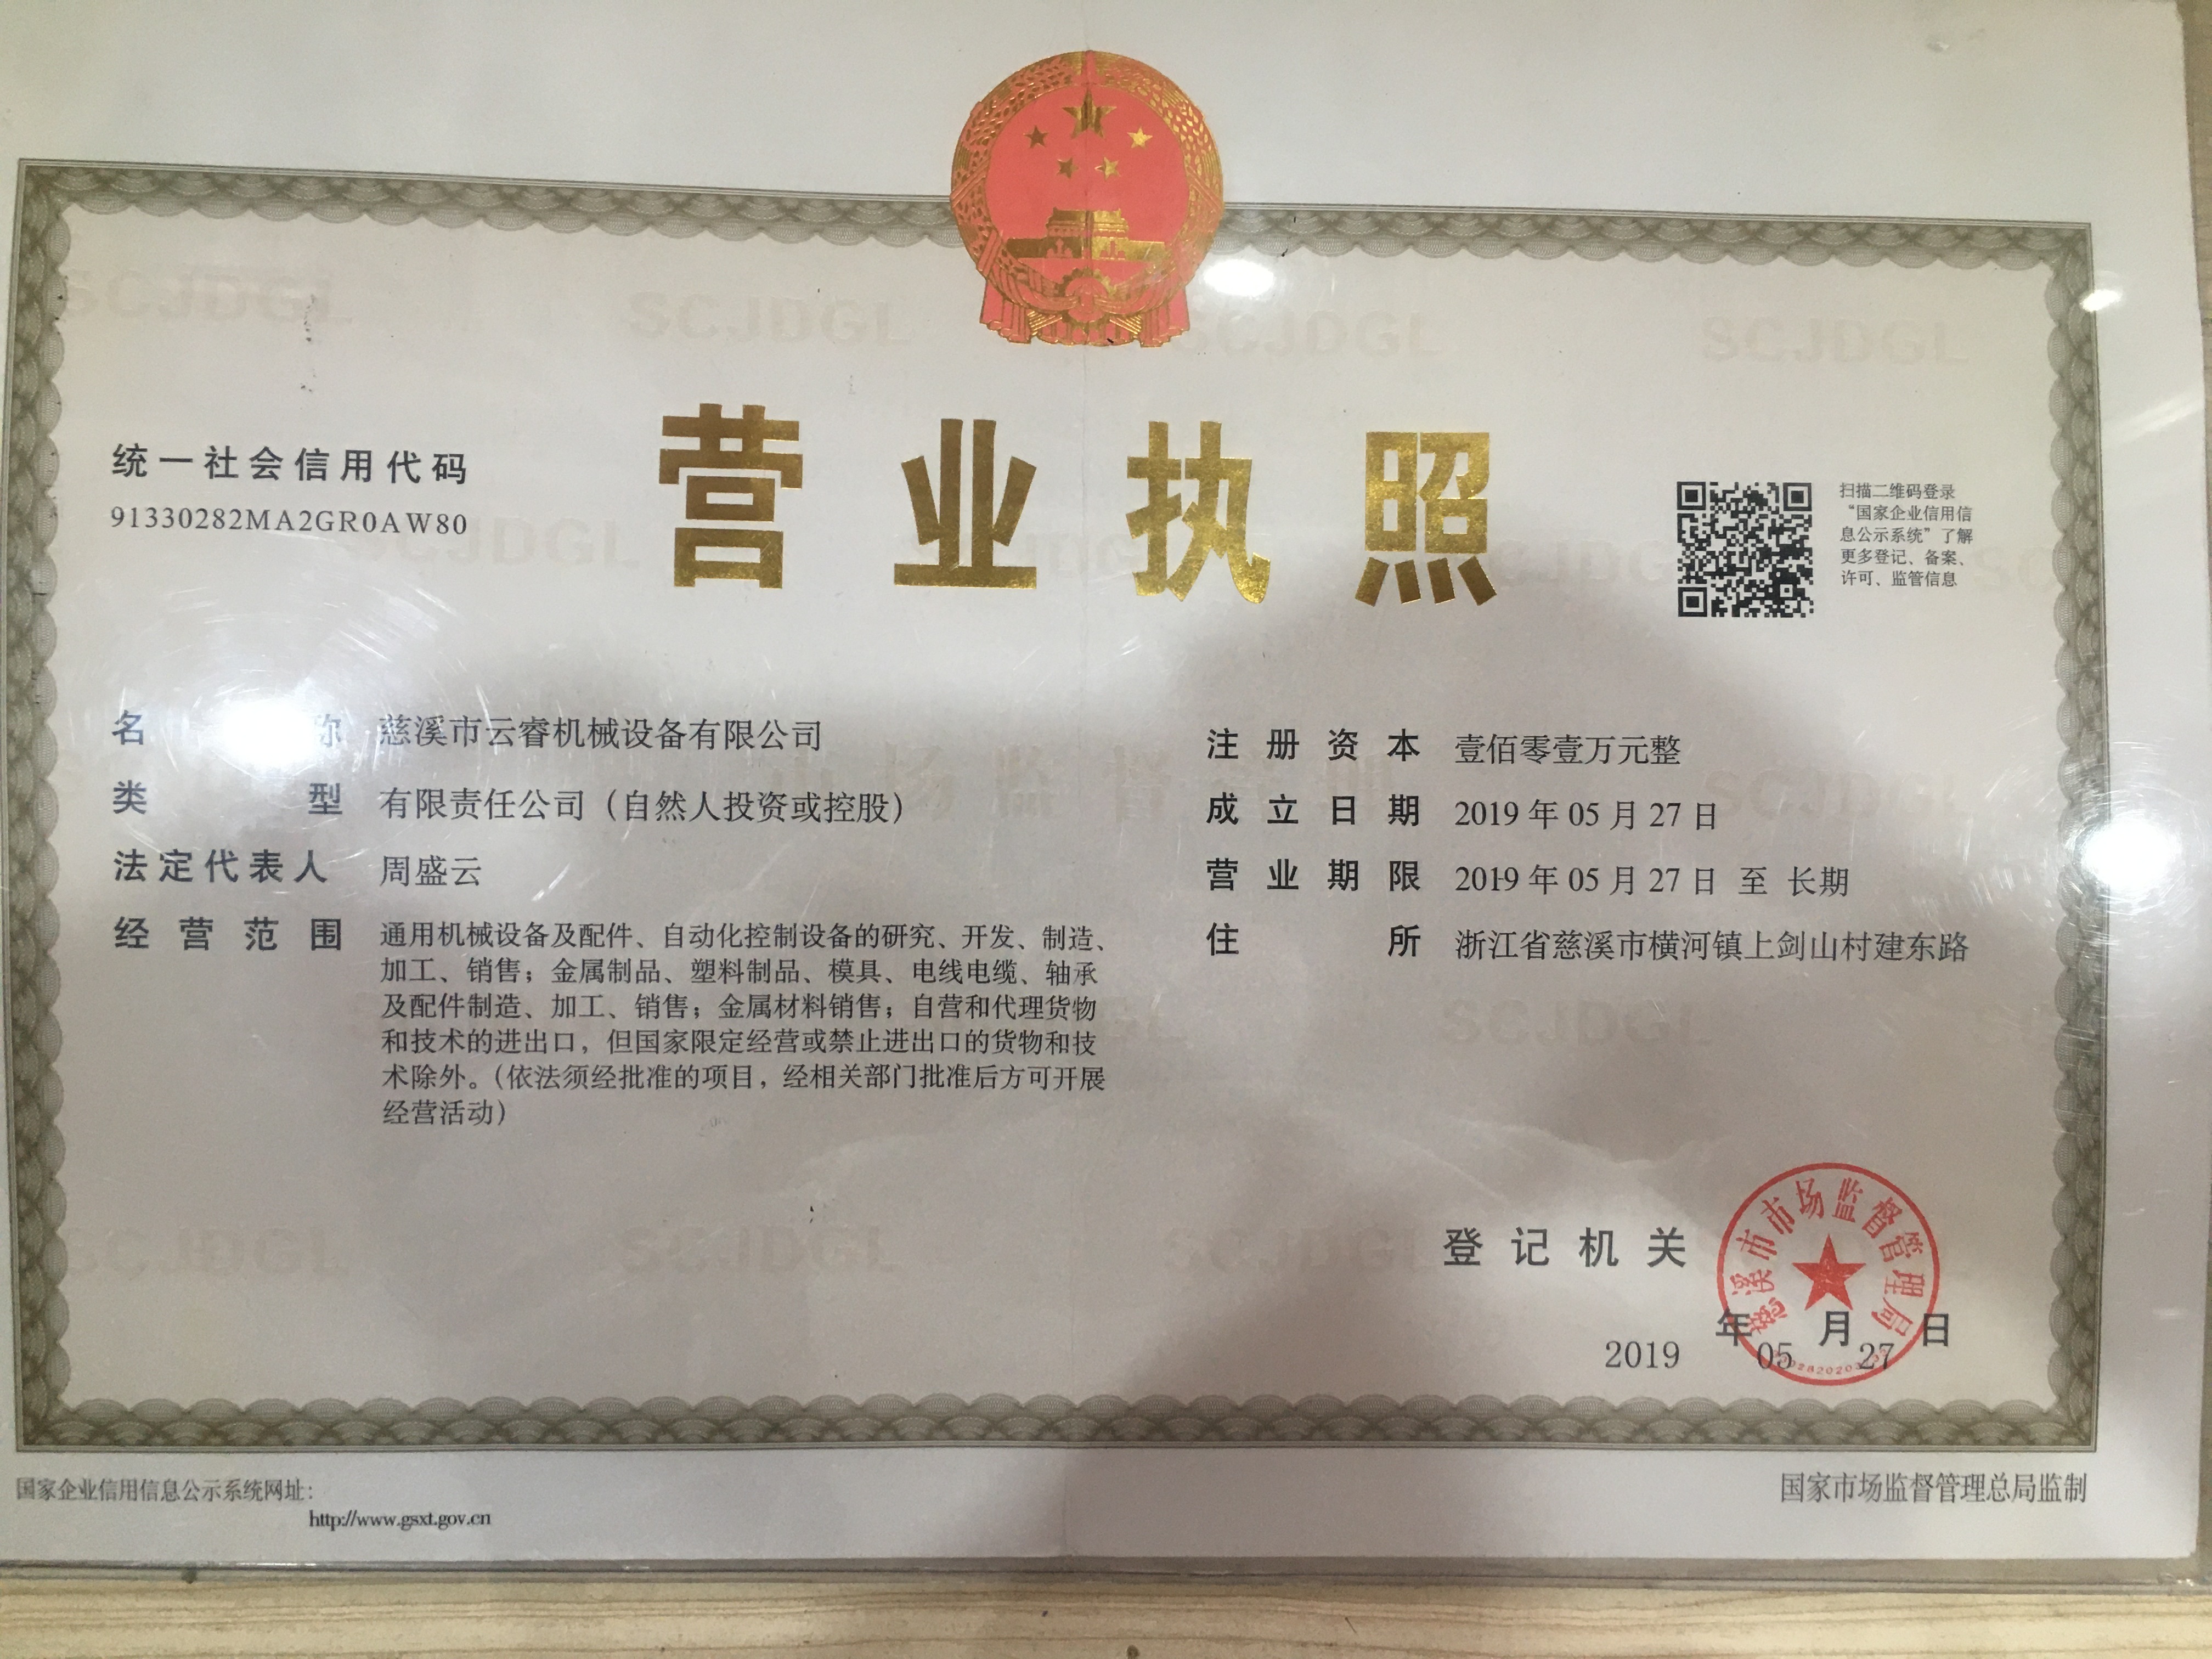 营业执照
统一社会信用代码
91330282MA2GR0AW80
扫描二维码登录
“国家企业信用信
息公示系统”了解
更多登记、备案、
许可、监管信息
名 称 慈溪市云睿机械设备有限公司
类 型 有限责任公司（自然人投资或控股）
法定代表人 周盛云
经营范围 通用机械设备及配件、自动化控制设备的研究、开发、制造、
加工、销售；金属制品、塑料制品、模具、电线电缆、轴承
及配件制造、加工、销售；金属材料销售；自营和代理货物
和技术的进出口，但国家限定经营或禁止进出口的货物和技
术除外。（依法须经批准的项目，经相关部门批准后方可开展
经营活动）
注册资本 壹佰零壹万元整
成立日期 2019年05月27日
营业期限 2019年05月27日 至 长期
住 所 浙江省慈溪市横河镇上剑山村建东路
登记机关
慈溪市市场监督管理局
2019年05月27日
国家企业信用信息公示系统网址：
http://www.gsxt.gov.cn
国家市场监督管理总局监制
SCJDGL